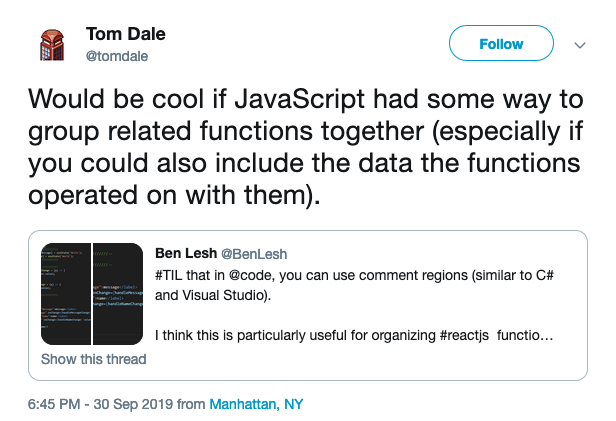 Tom Dale
@tomdale
Follow
Would be cool if JavaScript had some way to
group related functions together (especially if
you could also include the data the functions
operated on with them).
Ben Lesh @BenLesh
#TIL that in @code, you can use comment regions (similar to C#
and Visual Studio).
I think this is particularly useful for organizing #reactjs functio...
Show this thread
6:45 PM - 30 Sep 2019 from Manhattan, NY